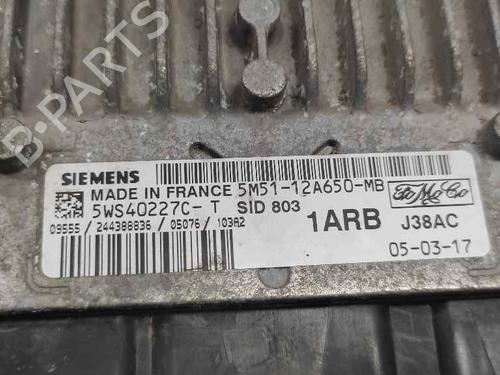 B-PARTS
SIEMENS
MADE IN FRANCE 5M51-12A650-MB
5WS40227C- T SID 803
FoMoCo
09555 / 244388836 / 05076 / 103A2
1ARB J38AC
05-03-17